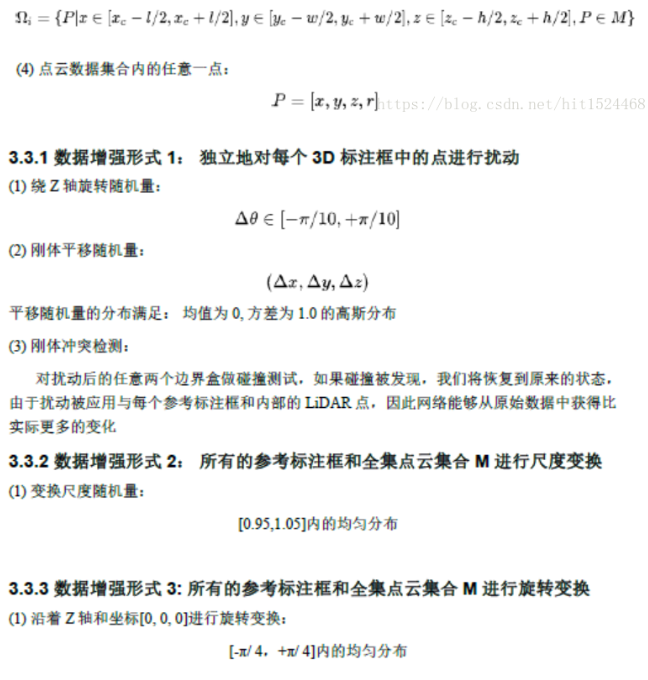 Ω_i = {P|x ∈ [x_c − l/2, x_c + l/2], y ∈ [y_c − w/2, y_c + w/2], z ∈ [z_c − h/2, z_c + h/2], P ∈ M}
(4) 点云数据集合内的任意一点：
P = [x, y, z, r]
https://blog.csdn.net/hit1524468
3.3.1 数据增强形式 1： 独立地对每个 3D 标注框中的点进行扰动
(1) 绕 Z 轴旋转随机量：
Δθ ∈ [−π/10, +π/10]
(2) 刚体平移随机量：
(Δx, Δy, Δz)
平移随机量的分布满足： 均值为 0, 方差为 1.0 的高斯分布
(3) 刚体冲突检测：
对扰动后的任意两个边界盒做碰撞测试，如果碰撞被发现，我们将恢复到原来的状态，
由于扰动被应用与每个参考标注框和内部的 LiDAR 点，因此网络能够从原始数据中获得比
实际更多的变化
3.3.2 数据增强形式 2： 所有的参考标注框和全集点云集合 M 进行尺度变换
(1) 变换尺度随机量：
[0.95,1.05]内的均匀分布
3.3.3 数据增强形式 3: 所有的参考标注框和全集点云集合 M 进行旋转变换
(1) 沿着 Z 轴和坐标[0, 0, 0]进行旋转变换：
[-π/ 4， +π/ 4]内的均匀分布